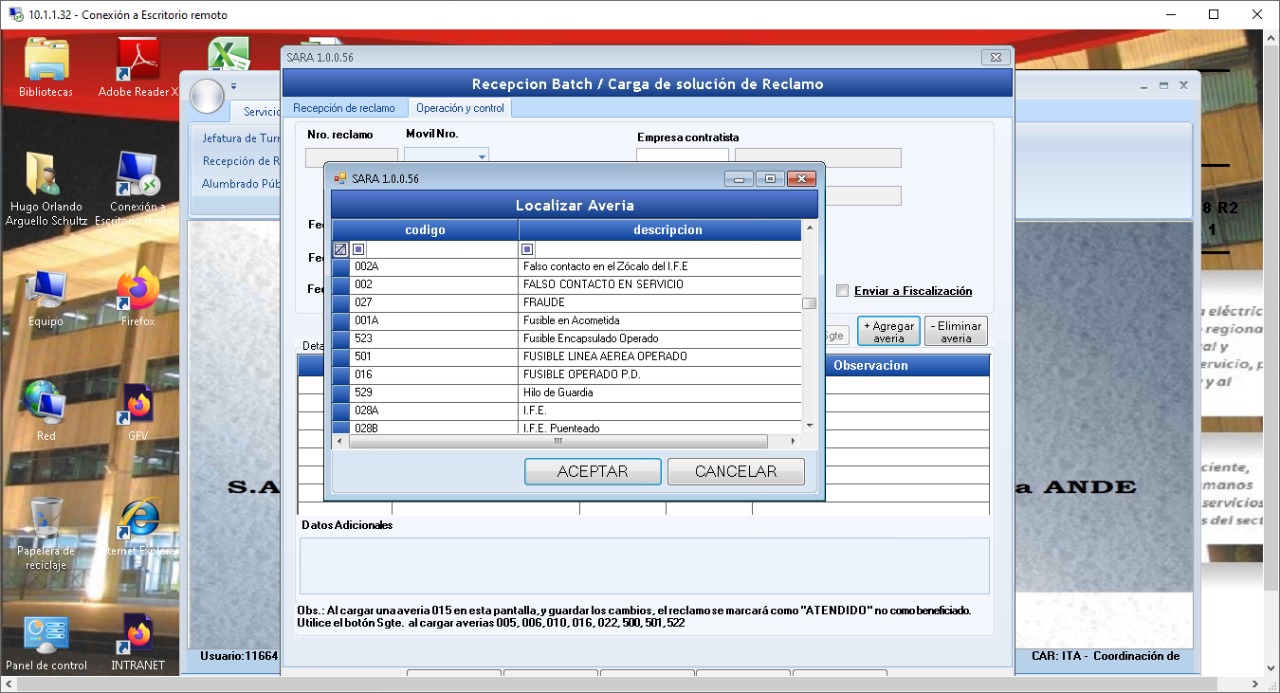 10.1.1.32 - Conexión a Escritorio remoto
Bibliotecas
Adobe Reader X
SARA 1.0.0.56
Recepcion Batch / Carga de solución de Reclamo
Recepción de reclamo
Operación y control
Servicio
Jefatura de Turn
Recepción de R
Alumbrado Púb
Nro. reclamo
Movil Nro.
Empresa contratista
Hugo Orlando
Arguello Schultz
Conexión a
Escritorio remoto
SARA 1.0.0.56
Localizar Averia
codigo descripcion
002A Falso contacto en el Zócalo del I.F.E
002 FALSO CONTACTO EN SERVICIO
027 FRAUDE
001A Fusible en Acometida
523 Fusible Encapsulado Operado
501 FUSIBLE LINEA AEREA OPERADO
016 FUSIBLE OPERADO P.D.
529 Hilo de Guardia
028A I.F.E.
028B I.F.E. Puenteado
ACEPTAR
CANCELAR
Fe
Fe
Fe
8 R2
1
Enviar a Fiscalización
Sgte
+ Agregar
averia
- Eliminar
averia
Deta
Observacion
Equipo
Firefox
Red
GFV
Papelera de
reciclaje
Internet Explorer
Panel de control
INTRANET
eléctric
regiona
al y
ervicio, p
y al
S.A
a ANDE
ciente,
manos
servicios
s del sect
Datos Adicionales
Obs.: Al cargar una averia 015 en esta pantalla, y guardar los cambios, el reclamo se marcará como "ATENDIDO" no como beneficiado.
Utilice el botón Sgte. al cargar averias 005, 006, 010, 016, 022, 500, 501, 522
Usuario:11664
CAR: ITA - Coordinación de